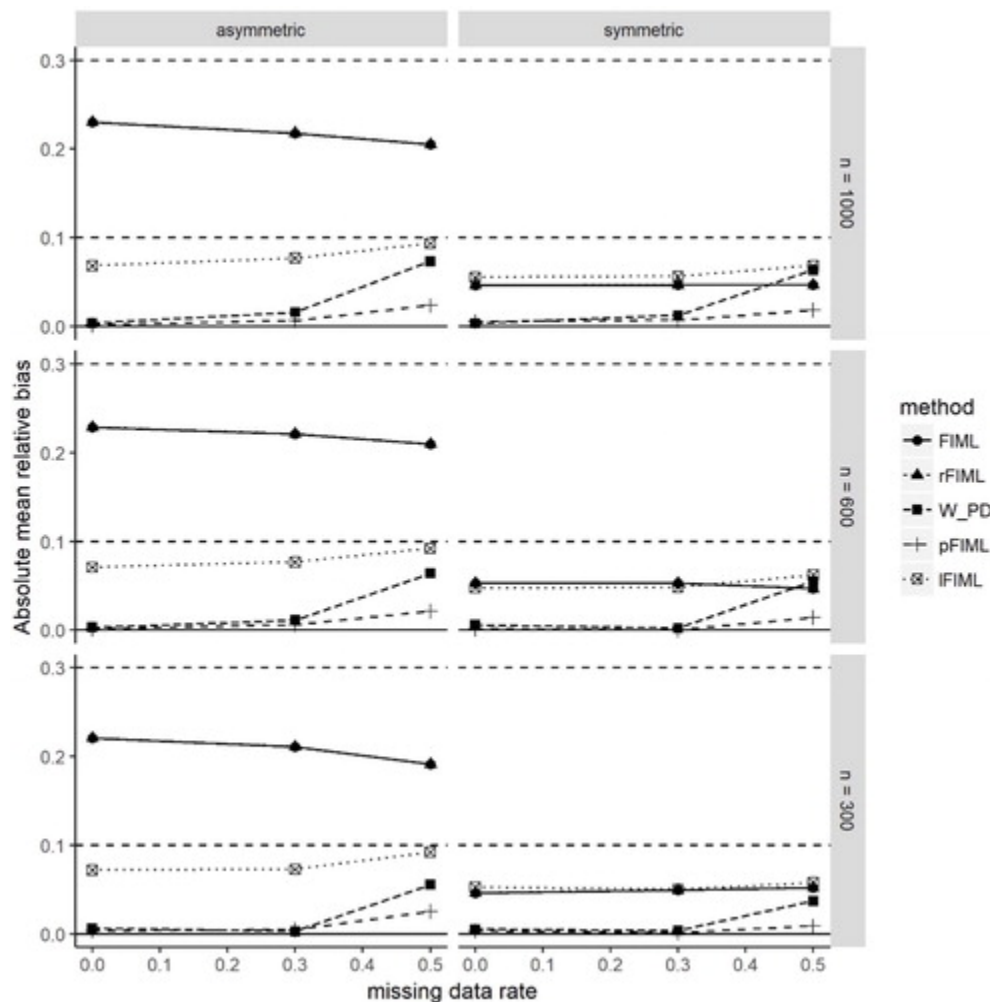 asymmetric
symmetric
0.3
0.2
0.1
0.0
n = 1000
0.3
0.2
0.1
0.0
n = 600
0.3
0.2
0.1
0.0
n = 300
Absolute mean relative bias
0.0 0.1 0.2 0.3 0.4 0.5
0.0 0.1 0.2 0.3 0.4 0.5
missing data rate
method
FIML
rFIML
W_PD
pFIML
lFIML